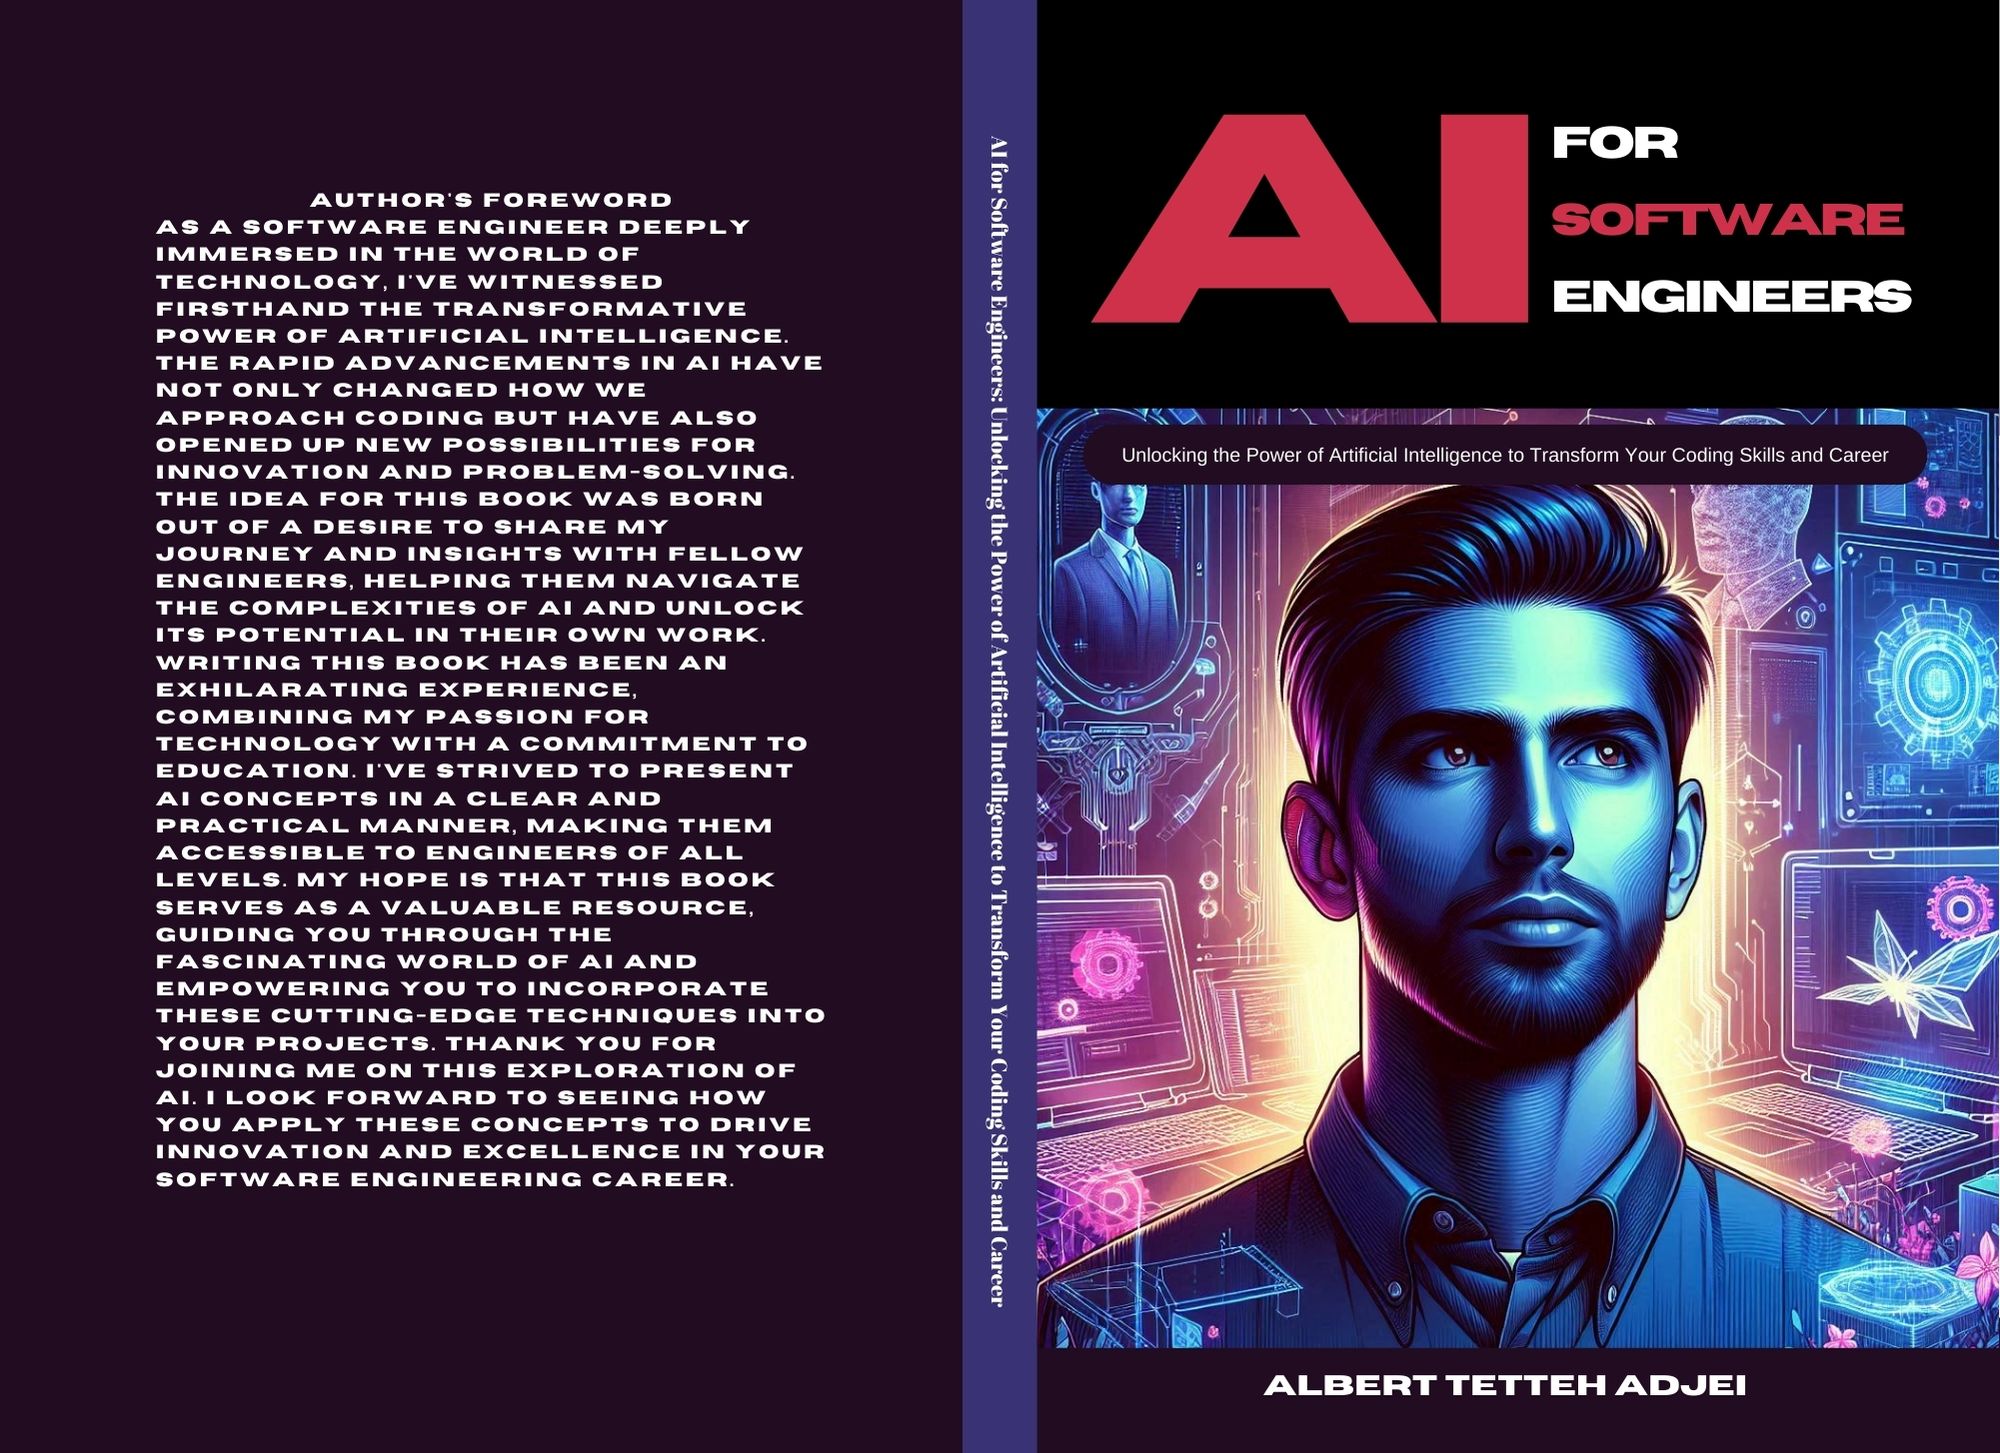 AUTHOR'S FOREWORD
AS A SOFTWARE ENGINEER DEEPLY
IMMERSED IN THE WORLD OF
TECHNOLOGY, I'VE WITNESSED
FIRSTHAND THE TRANSFORMATIVE
POWER OF ARTIFICIAL INTELLIGENCE.
THE RAPID ADVANCEMENTS IN AI HAVE
NOT ONLY CHANGED HOW WE
APPROACH CODING BUT HAVE ALSO
OPENED UP NEW POSSIBILITIES FOR
INNOVATION AND PROBLEM-SOLVING.
THE IDEA FOR THIS BOOK WAS BORN
OUT OF A DESIRE TO SHARE MY
JOURNEY AND INSIGHTS WITH FELLOW
ENGINEERS, HELPING THEM NAVIGATE
THE COMPLEXITIES OF AI AND UNLOCK
ITS POTENTIAL IN THEIR OWN WORK.
WRITING THIS BOOK HAS BEEN AN
EXHILARATING EXPERIENCE,
COMBINING MY PASSION FOR
TECHNOLOGY WITH A COMMITMENT TO
EDUCATION. I'VE STRIVED TO PRESENT
AI CONCEPTS IN A CLEAR AND
PRACTICAL MANNER, MAKING THEM
ACCESSIBLE TO ENGINEERS OF ALL
LEVELS. MY HOPE IS THAT THIS BOOK
SERVES AS A VALUABLE RESOURCE,
GUIDING YOU THROUGH THE
FASCINATING WORLD OF AI AND
EMPOWERING YOU TO INCORPORATE
THESE CUTTING-EDGE TECHNIQUES INTO
YOUR PROJECTS. THANK YOU FOR
JOINING ME ON THIS EXPLORATION OF
AI. I LOOK FORWARD TO SEEING HOW
YOU APPLY THESE CONCEPTS TO DRIVE
INNOVATION AND EXCELLENCE IN YOUR
SOFTWARE ENGINEERING CAREER.
AI for Software Engineers: Unlocking the Power of Artificial Intelligence to Transform Your Coding Skills and Career
AI
FOR
SOFTWARE
ENGINEERS
Unlocking the Power of Artificial Intelligence to Transform Your Coding Skills and Career
ALBERT TETTEH ADJEI